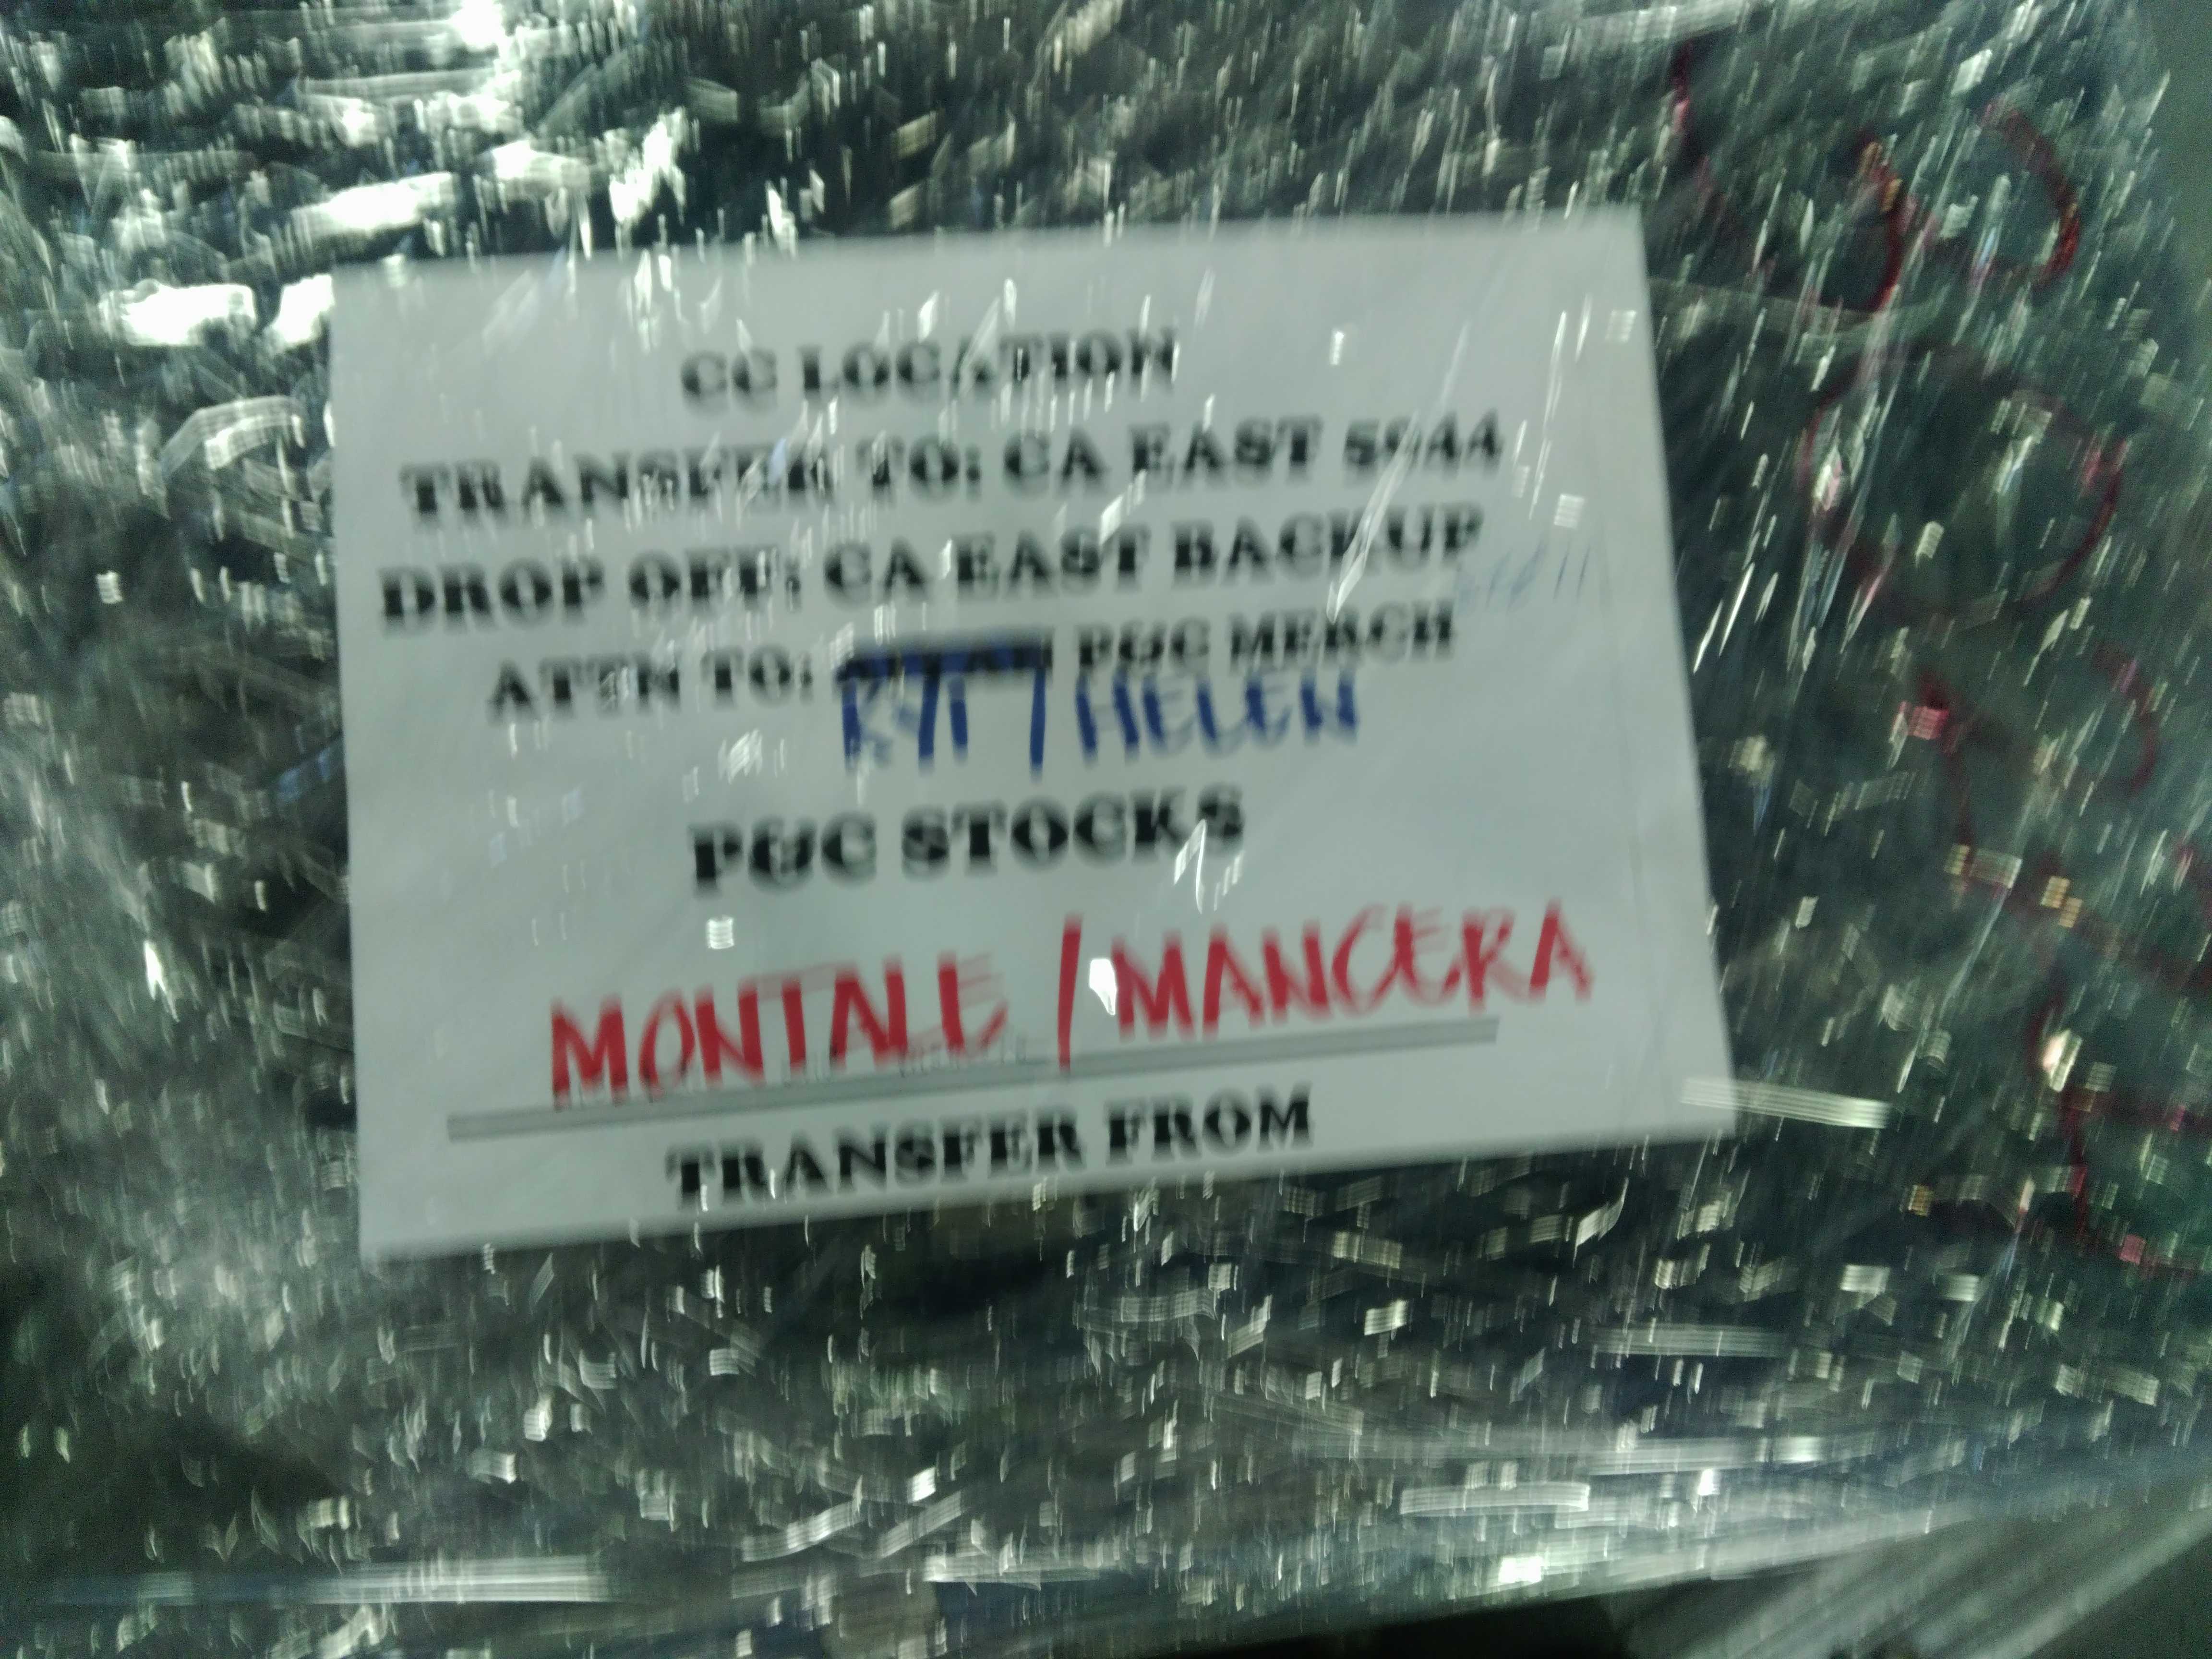 CC LOCATION
TRANSFER TO: CA EAST 5044
DROP OFF: CA EAST BACKUP
ATTN TO: P&C MERCH
/ HELEN
P&C STOCKS
MONTALE / MANCERA
TRANSFER FROM